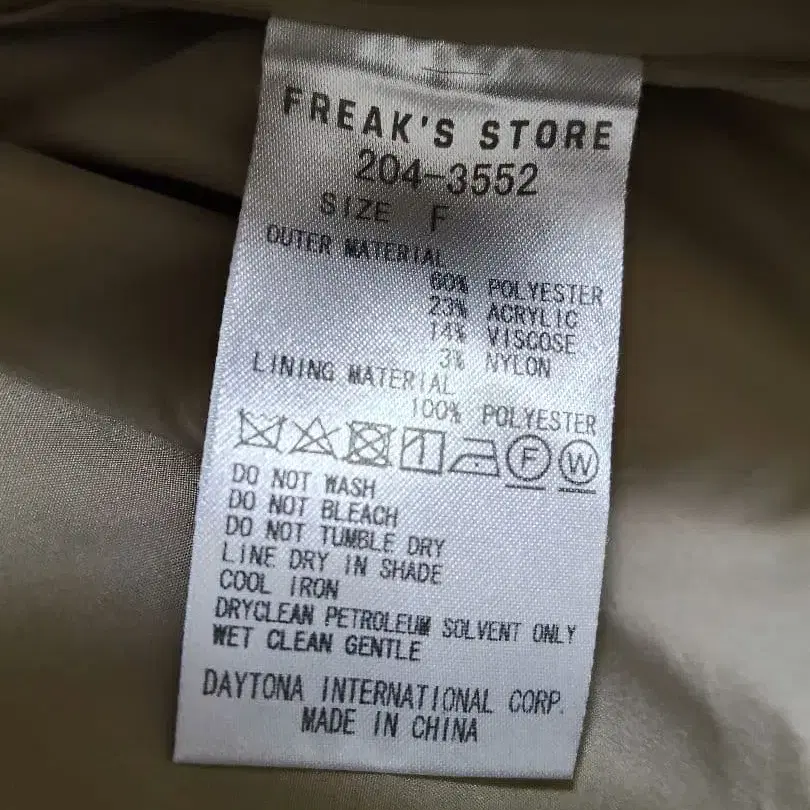 FREAK'S STORE
204-3552
SIZE F
OUTER MATERIAL
60% POLYESTER
23% ACRYLIC
14% VISCOSE
3% NYLON
LINING MATERIAL
100% POLYESTER
F W
DO NOT WASH
DO NOT BLEACH
DO NOT TUMBLE DRY
LINE DRY IN SHADE
COOL IRON
DRYCLEAN PETROLEUM SOLVENT ONLY
WET CLEAN GENTLE
DAYTONA INTERNATIONAL CORP.
MADE IN CHINA